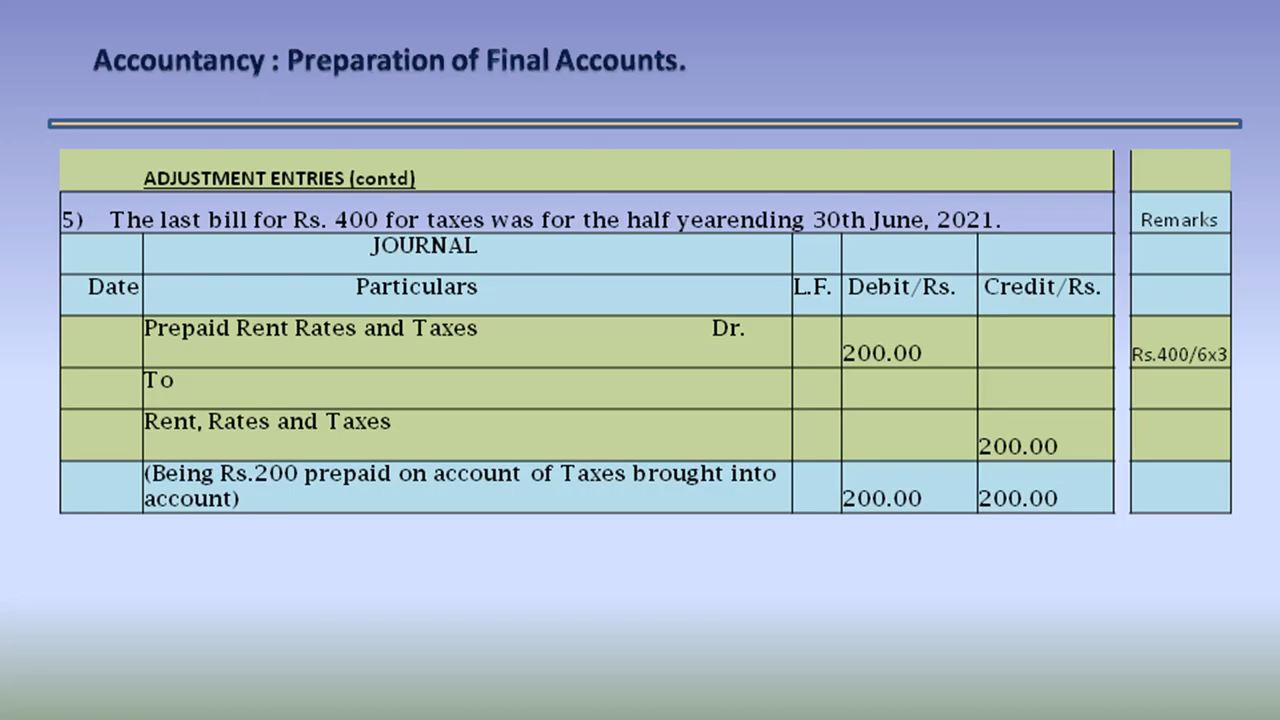 Accountancy : Preparation of Final Accounts.
ADJUSTMENT ENTRIES (contd)
5) The last bill for Rs. 400 for taxes was for the half yearending 30th June, 2021. Remarks
JOURNAL
Date Particulars L.F. Debit/Rs. Credit/Rs.
Prepaid Rent Rates and Taxes Dr.
200.00 Rs.400/6x3
To
Rent, Rates and Taxes
200.00
(Being Rs.200 prepaid on account of Taxes brought into
account) 200.00 200.00